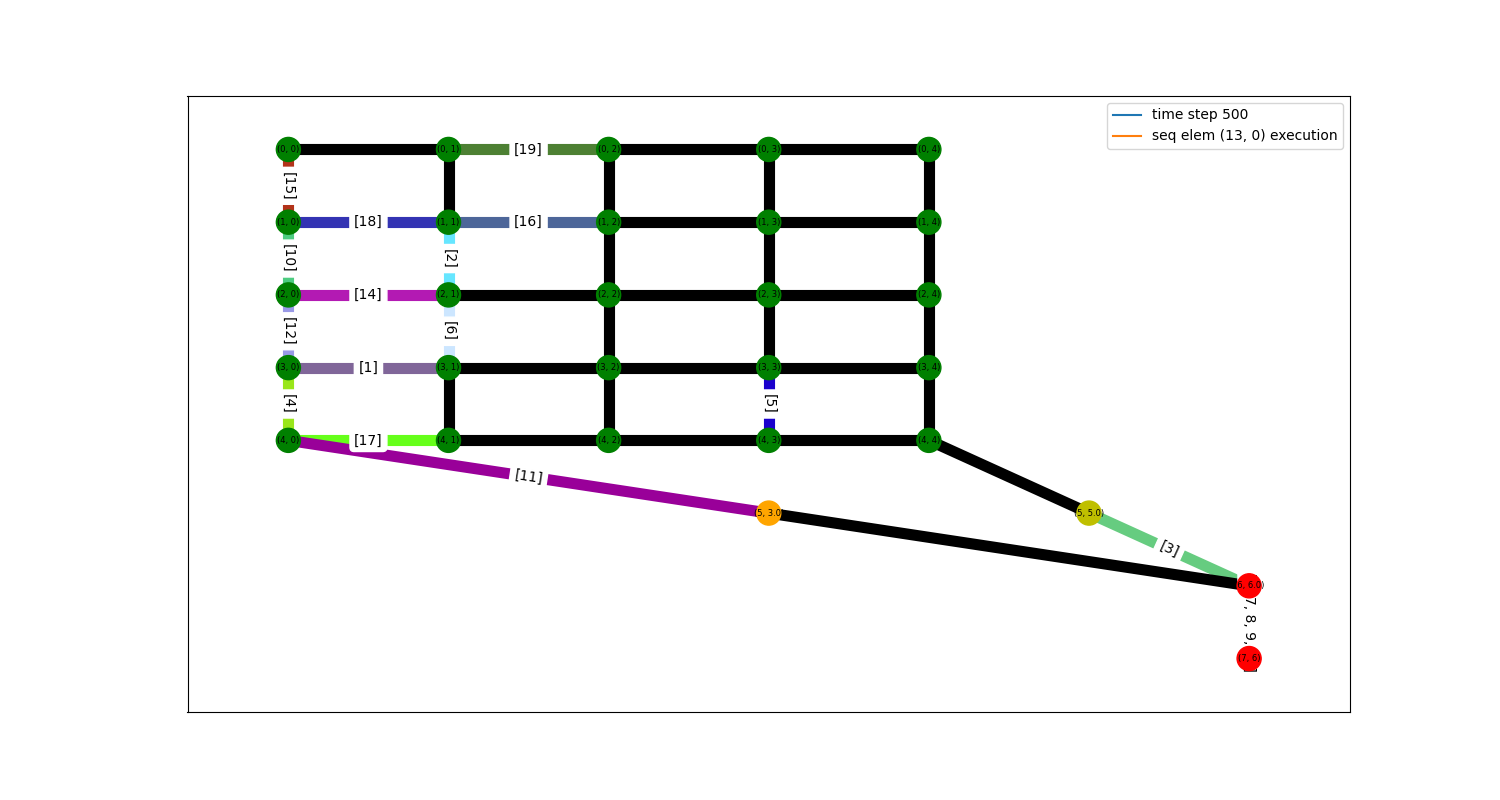 time step 500
seq elem (13, 0) execution
(0, 0) (0, 1) [19] (0, 2) (0, 3) (0, 4)
[15]
(1, 0) [18] (1, 1) [16] (1, 2) (1, 3) (1, 4)
[10] [2]
(2, 0) [14] (2, 1) (2, 2) (2, 3) (2, 4)
[12] [6]
(3, 0) [1] (3, 1) (3, 2) (3, 3) (3, 4)
[4] [5]
(4, 0) [17] (4, 1) (4, 2) (4, 3) (4, 4)
[11]
(5, 3.0) (5, 5.0)
[3]
(6, 6.0)
7, 8, 9,
(7, 6)